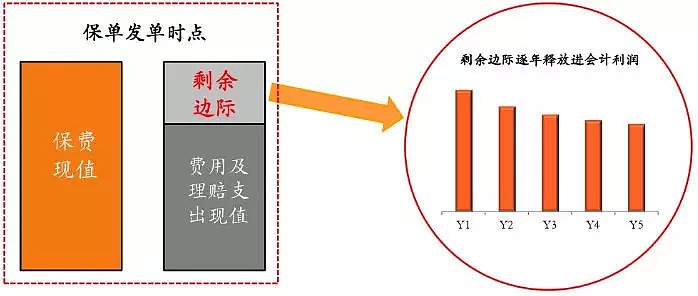 保单发单时点
保费
现值
剩余
边际
费用及
理赔支
出现值
剩余边际逐年释放进会计利润
Y1 Y2 Y3 Y4 Y5